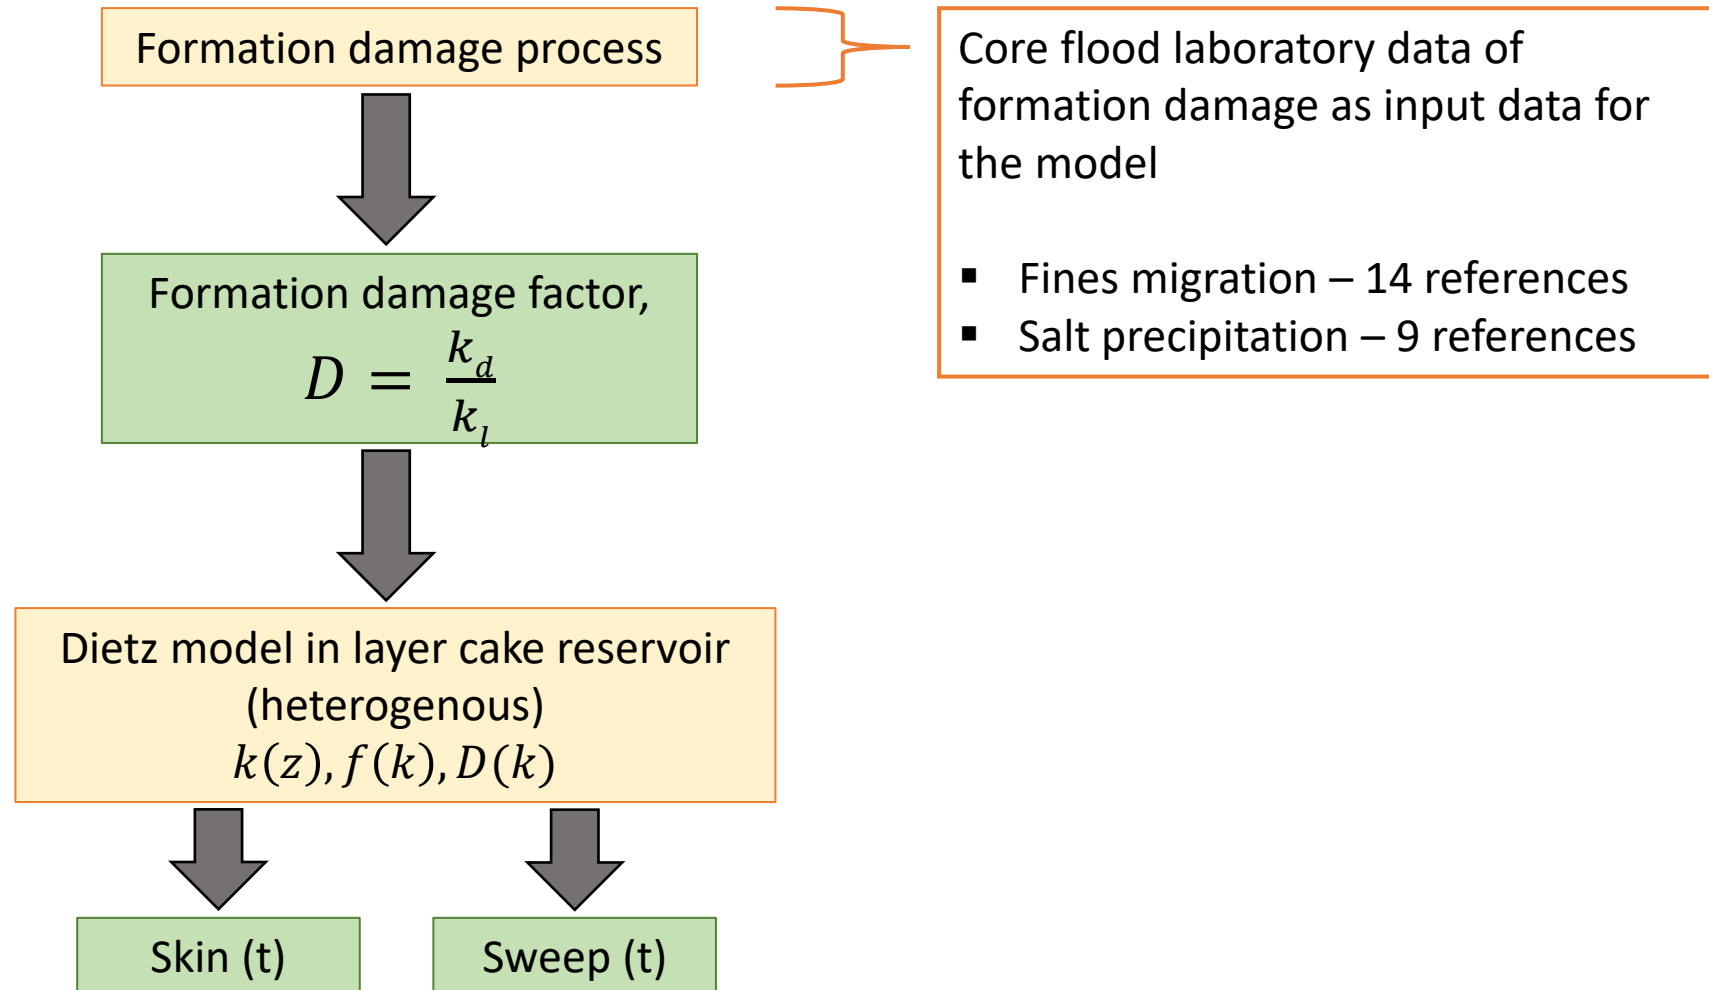 Formation damage process
Core flood laboratory data of
formation damage as input data for
the model
▪ Fines migration – 14 references
▪ Salt precipitation – 9 references
Formation damage factor,
D = k_d / k_l
Dietz model in layer cake reservoir
(heterogenous)
k(z), f(k), D(k)
Skin (t)
Sweep (t)